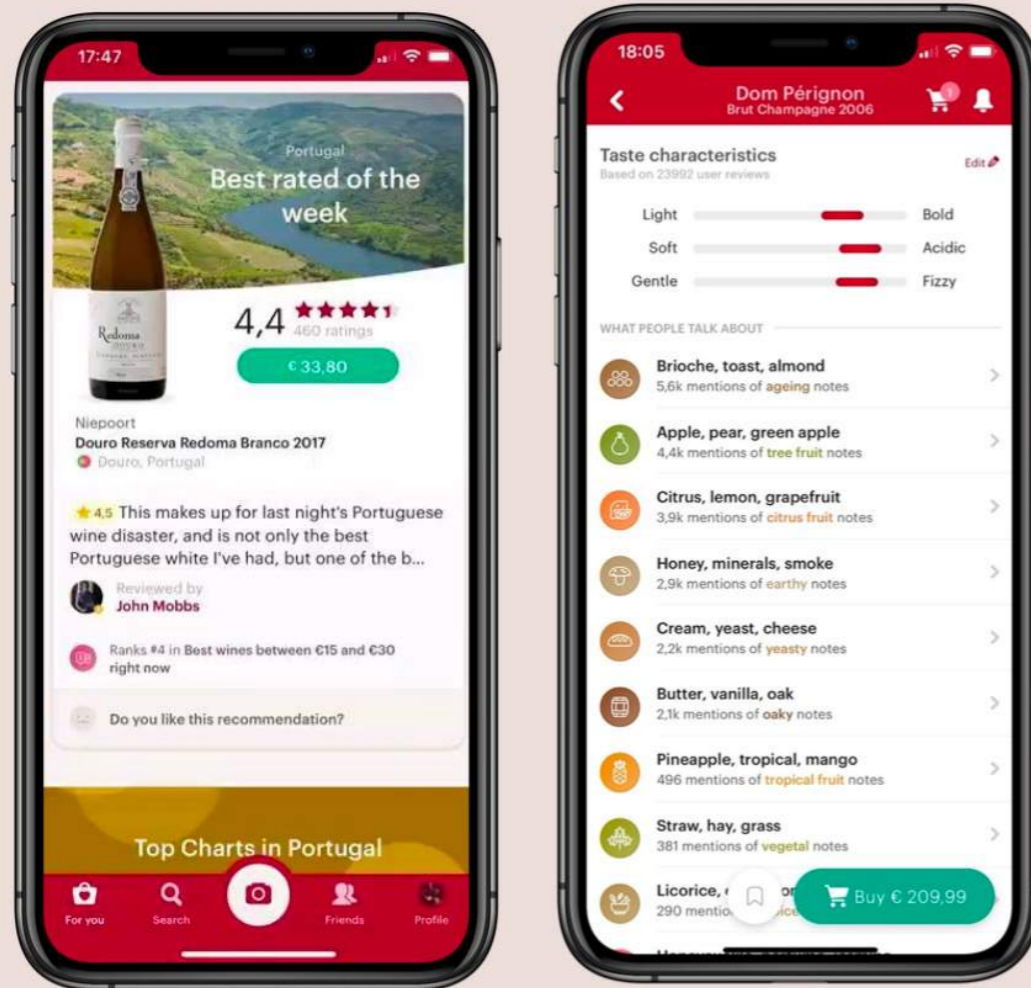 17:47
Portugal
Best rated of the
week
Redoma
DOURO
4,4
460 ratings
€ 33,80
Niepoort
Douro Reserva Redoma Branco 2017
Douro, Portugal
4,5 This makes up for last night's Portuguese
wine disaster, and is not only the best
Portuguese white I've had, but one of the b...
Reviewed by
John Mobbs
Ranks #4 in Best wines between €15 and €30
right now
Do you like this recommendation?
Top Charts in Portugal
For you
Search
Friends
Profile
18:05
Dom Pérignon
Brut Champagne 2006
1
Taste characteristics
Edit
Based on 23992 user reviews
Light Bold
Soft Acidic
Gentle Fizzy
WHAT PEOPLE TALK ABOUT
Brioche, toast, almond
5,6k mentions of ageing notes
Apple, pear, green apple
4,4k mentions of tree fruit notes
Citrus, lemon, grapefruit
3,9k mentions of citrus fruit notes
Honey, minerals, smoke
2,9k mentions of earthy notes
Cream, yeast, cheese
2,2k mentions of yeasty notes
Butter, vanilla, oak
2,1k mentions of oaky notes
Pineapple, tropical, mango
496 mentions of tropical fruit notes
Straw, hay, grass
381 mentions of vegetal notes
Licorice,
290
Buy € 209,99